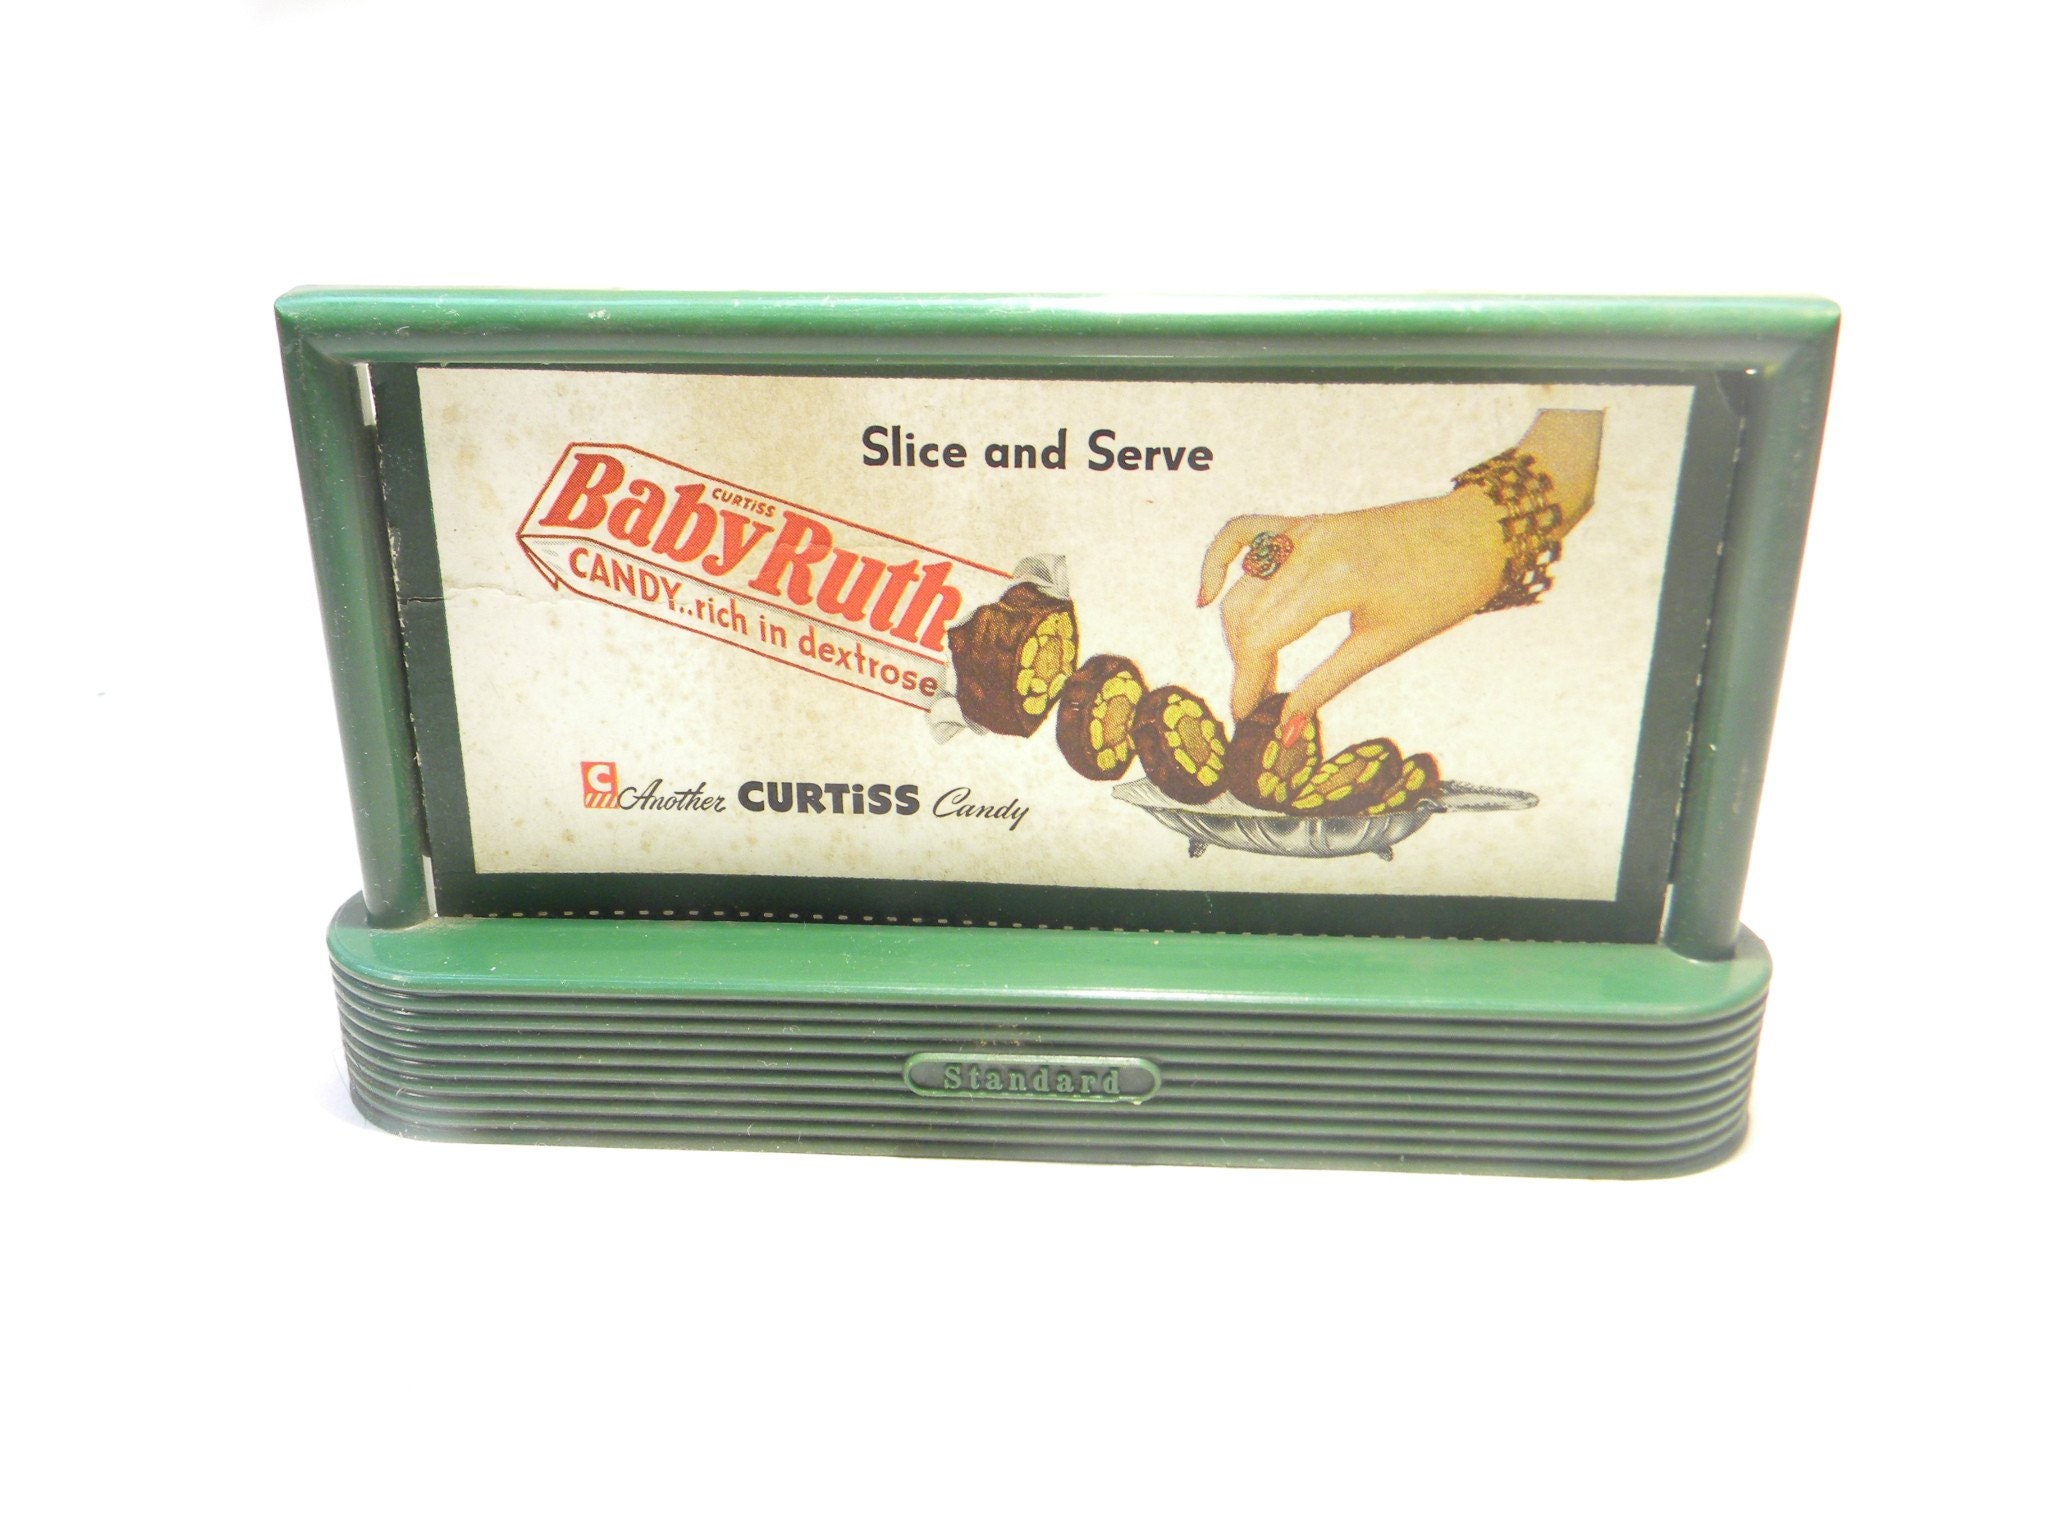 Slice and Serve
CURTISS
Baby Ruth
CANDY..rich in dextrose
C Another CURTiSS Candy
Standard